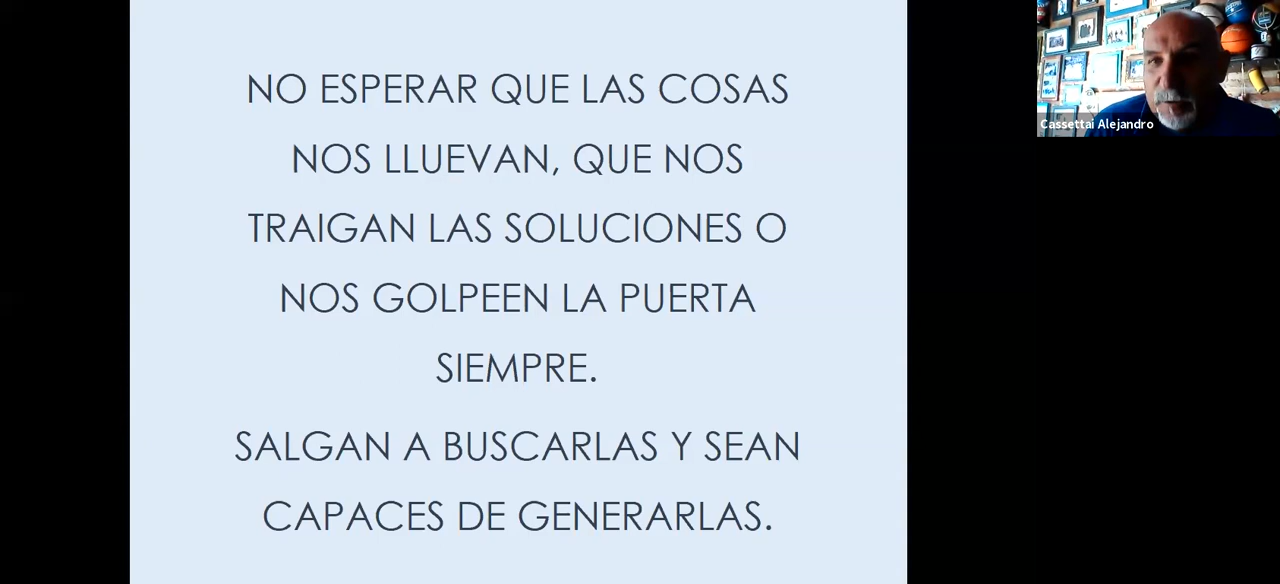 NO ESPERAR QUE LAS COSAS
NOS LLUEVAN, QUE NOS
TRAIGAN LAS SOLUCIONES O
NOS GOLPEEN LA PUERTA
SIEMPRE.
SALGAN A BUSCARLAS Y SEAN
CAPACES DE GENERARLAS.
Cassettai Alejandro